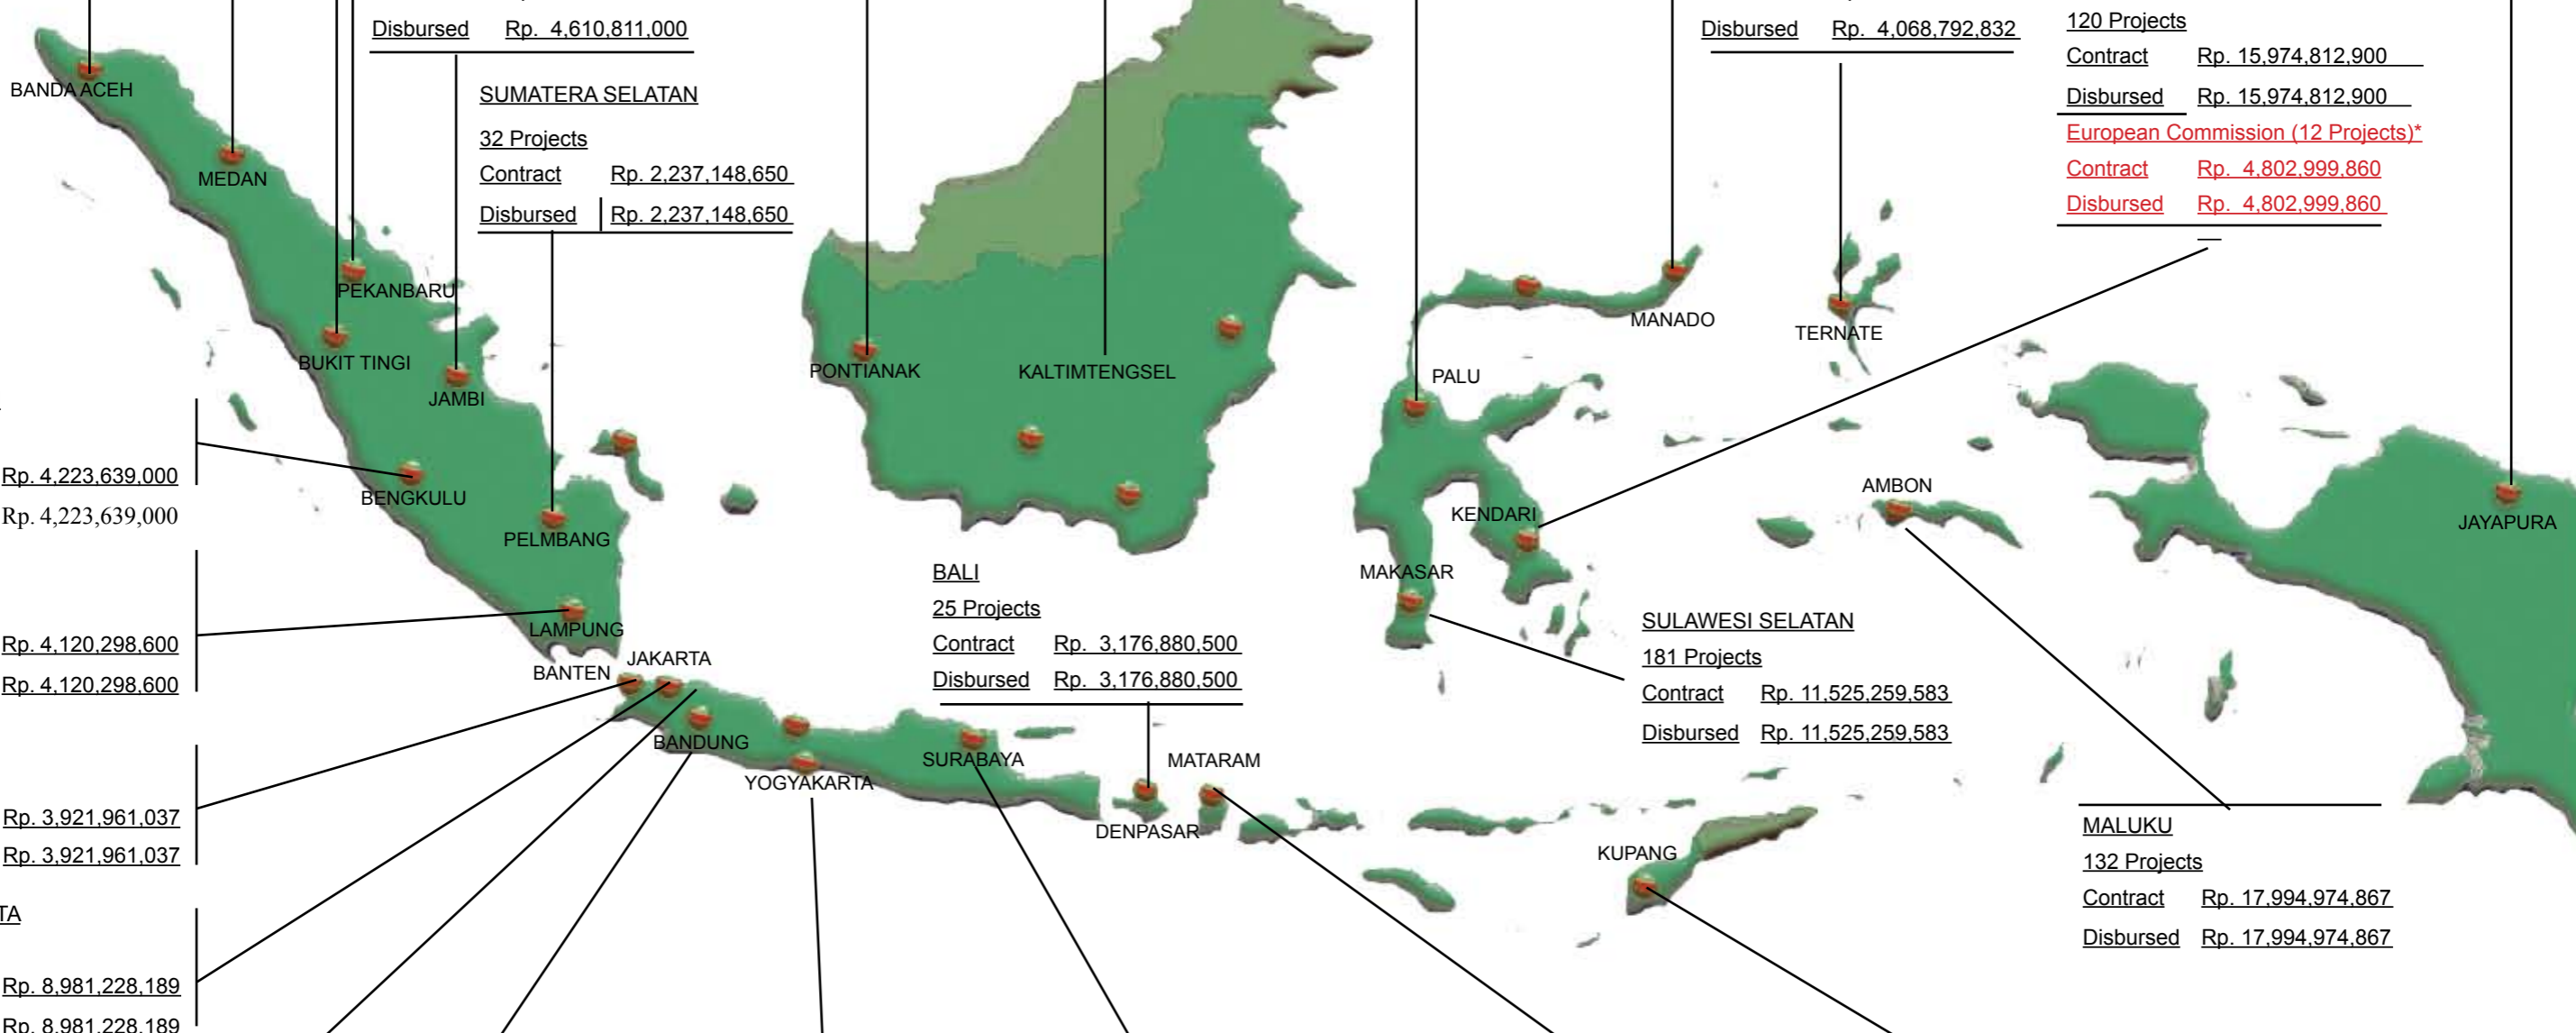 Disbursed Rp. 4,610,811,000
Disbursed Rp. 4,068,792,832
120 Projects
Contract Rp. 15,974,812,900
Disbursed Rp. 15,974,812,900
European Commission (12 Projects)*
Contract Rp. 4,802,999,860
Disbursed Rp. 4,802,999,860
SUMATERA SELATAN
32 Projects
Contract Rp. 2,237,148,650
Disbursed Rp. 2,237,148,650
BANDA ACEH
MEDAN
PEKANBARU
BUKIT TINGI
JAMBI
PONTIANAK
KALTIMTENGSEL
PALU
MANADO
TERNATE
Rp. 4,223,639,000
Rp. 4,223,639,000
BENGKULU
PELMBANG
KENDARI
AMBON
JAYAPURA
MAKASAR
BALI
25 Projects
Contract Rp. 3,176,880,500
Disbursed Rp. 3,176,880,500
SULAWESI SELATAN
181 Projects
Contract Rp. 11,525,259,583
Disbursed Rp. 11,525,259,583
Rp. 4,120,298,600
Rp. 4,120,298,600
LAMPUNG
BANTEN
JAKARTA
BANDUNG
YOGYAKARTA
SURABAYA
MATARAM
DENPASAR
KUPANG
Rp. 3,921,961,037
Rp. 3,921,961,037
MALUKU
132 Projects
Contract Rp. 17,994,974,867
Disbursed Rp. 17,994,974,867
TA
Rp. 8,981,228,189
Rp. 8,981,228,189